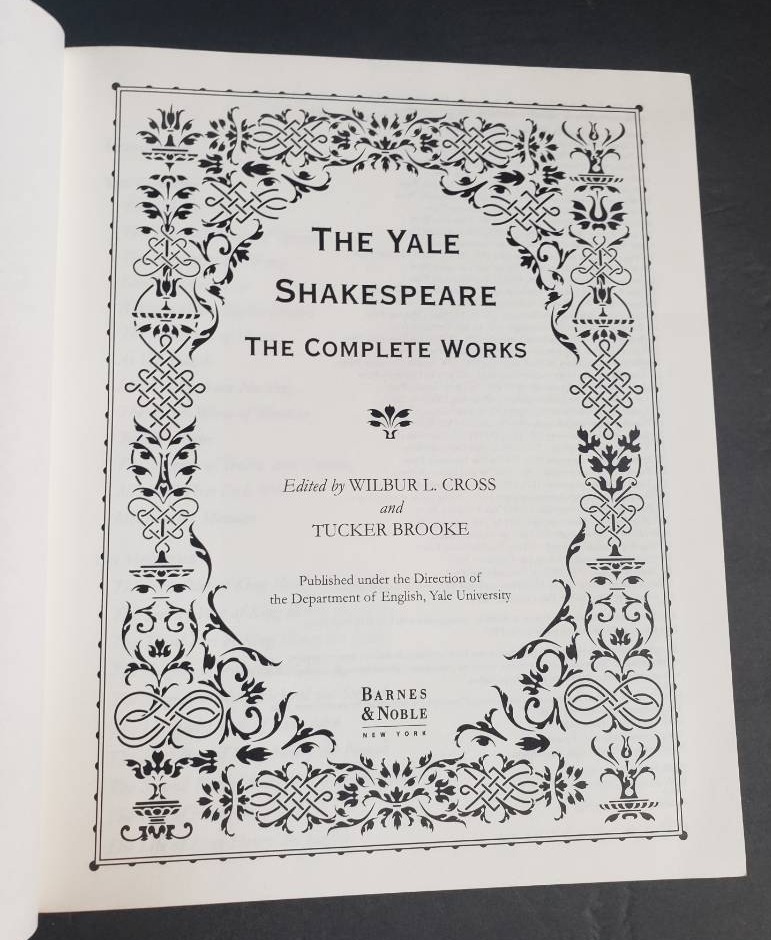 THE YALE
SHAKESPEARE
THE COMPLETE WORKS
Edited by WILBUR L. CROSS
and
TUCKER BROOKE
Published under the Direction of
the Department of English, Yale University
BARNES
&NOBLE
NEW YORK